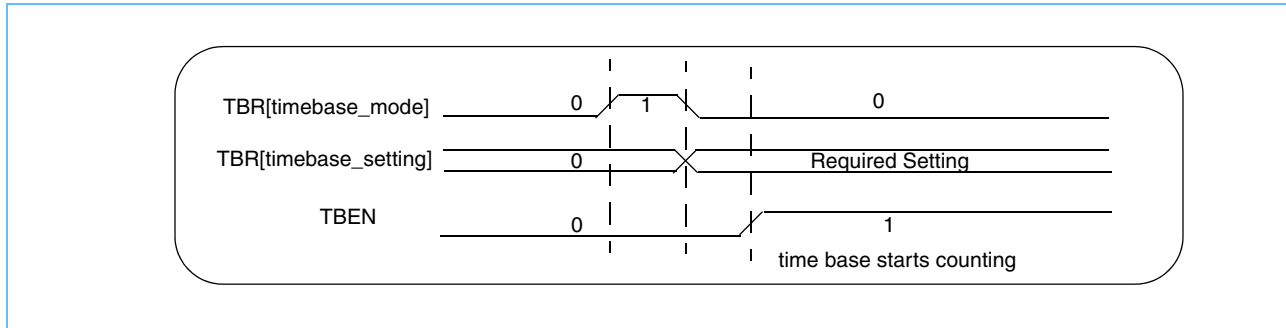 TBR[timebase_mode] 0 1 0
TBR[timebase_setting] 0 Required Setting
TBEN 0 1
time base starts counting